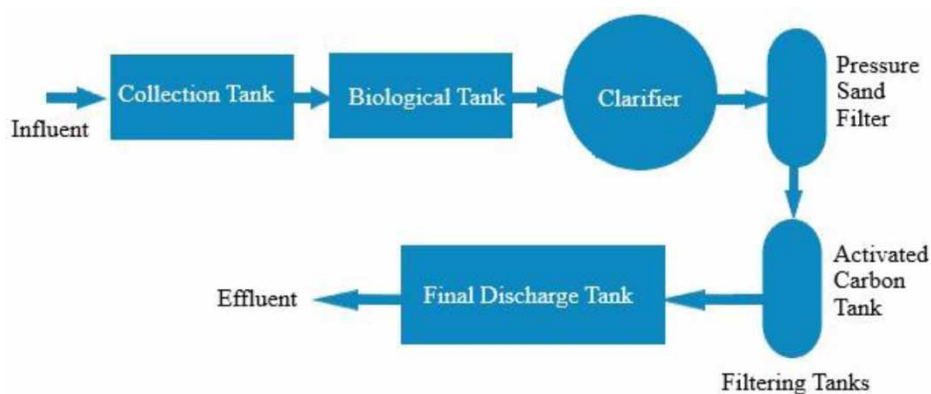 Influent
Collection Tank
Biological Tank
Clarifier
Pressure
Sand
Filter
Activated
Carbon
Tank
Filtering Tanks
Final Discharge Tank
Effluent